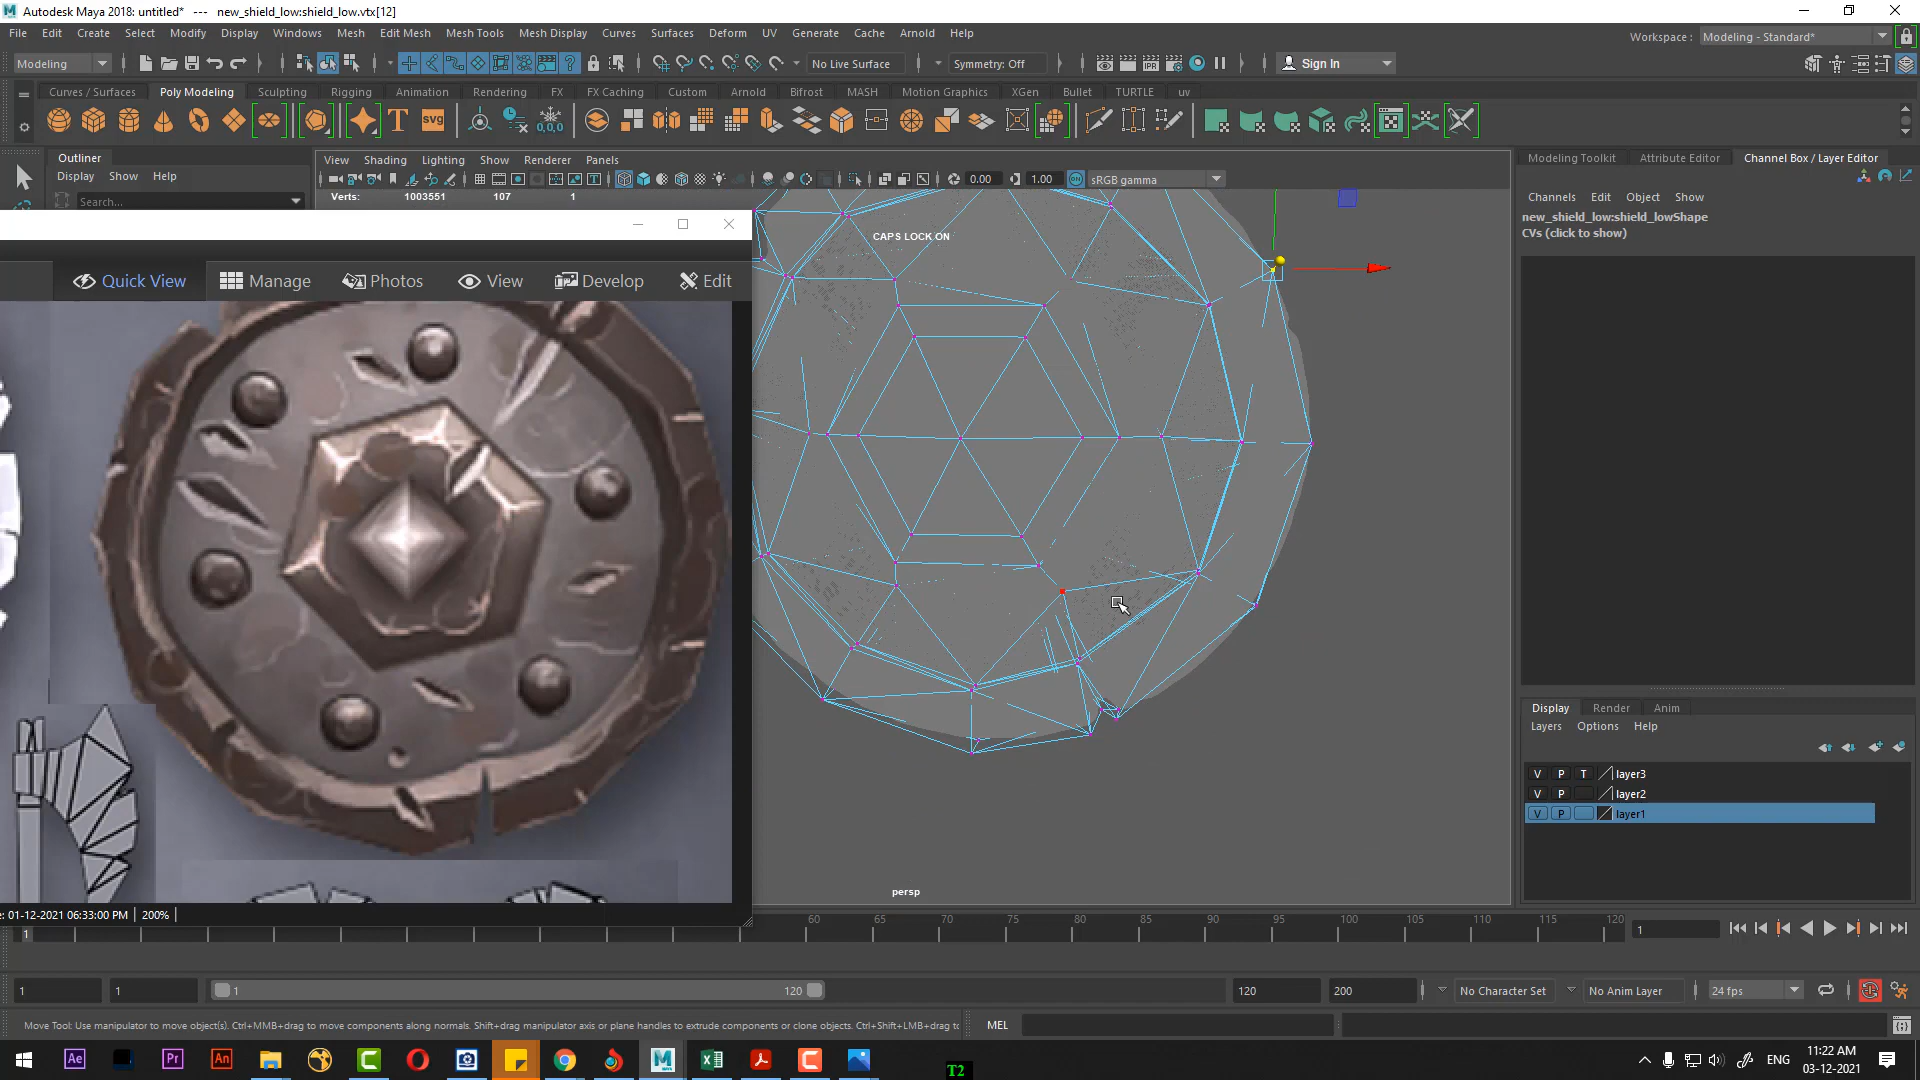 Autodesk Maya 2018: untitled*   ---   new_shield_low:shield_low.vtx[12]
File Edit Create Select Modify Display Windows Mesh Edit Mesh Mesh Tools Mesh Display Curves Surfaces Deform UV Generate Cache Arnold Help
Workspace : Modeling - Standard*
Modeling No Live Surface Symmetry: Off Sign In
Curves / Surfaces Poly Modeling Sculpting Rigging Animation Rendering FX FX Caching Custom Arnold Bifrost MASH Motion Graphics XGen Bullet TURTLE uv
T SVG 0,0,0
Outliner
Display Show Help
Search...
View Shading Lighting Show Renderer Panels
0.00 1.00 sRGB gamma
Verts: 1003551 107 1
CAPS LOCK ON
Modeling Toolkit Attribute Editor Channel Box / Layer Editor
Channels Edit Object Show
new_shield_low:shield_lowShape
CVs (click to show)
Quick View Manage Photos View Develop Edit
e: 01-12-2021 06:33:00 PM 200%
persp
Display Render Anim
Layers Options Help
V P T layer3
V P layer2
V P layer1
1 60 65 70 75 80 85 90 95 100 105 110 115 120 1
1 1 1 120 120 200 No Character Set No Anim Layer 24 fps
Move Tool: Use manipulator to move object(s). Ctrl+MMB+drag to move components along normals. Shift+drag manipulator axis or plane handles to extrude components or clone objects. Ctrl+Shift+LMB+drag to
MEL
Ae Pr An ENG 11:22 AM
03-12-2021
T2